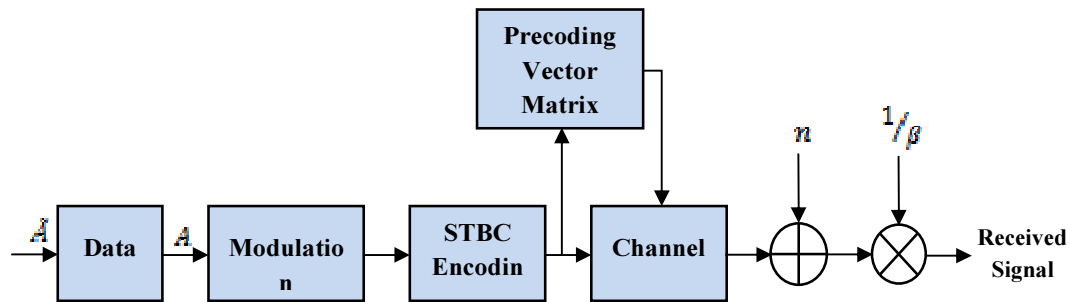 Precoding
Vector
Matrix
n
1/β
Ã
Data
A
Modulatio
n
STBC
Encodin
Channel
Received
Signal